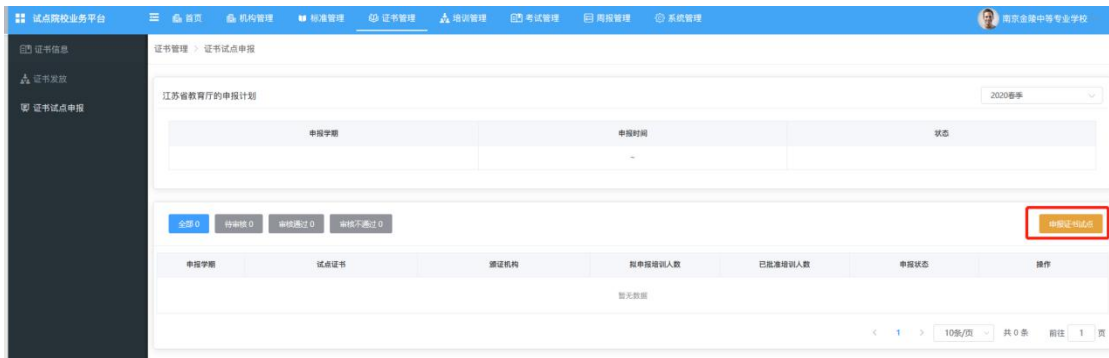 试点院校业务平台 首页 机构管理 标准管理 证书管理 培训管理 考试管理 周报管理 系统管理 南京金陵中等专业学校
证书信息
证书发放
证书试点申报
证书管理 > 证书试点申报
江苏省教育厅的申报计划 2020春季
申报学期 申报时间 状态
-
全部 0 待审核 0 审核通过 0 审核不通过 0 申报证书试点
申报学期 试点证书 颁证机构 拟申报培训人数 已批准培训人数 申报状态 操作
暂无数据
< 1 > 10条/页 共 0 条 前往 1 页